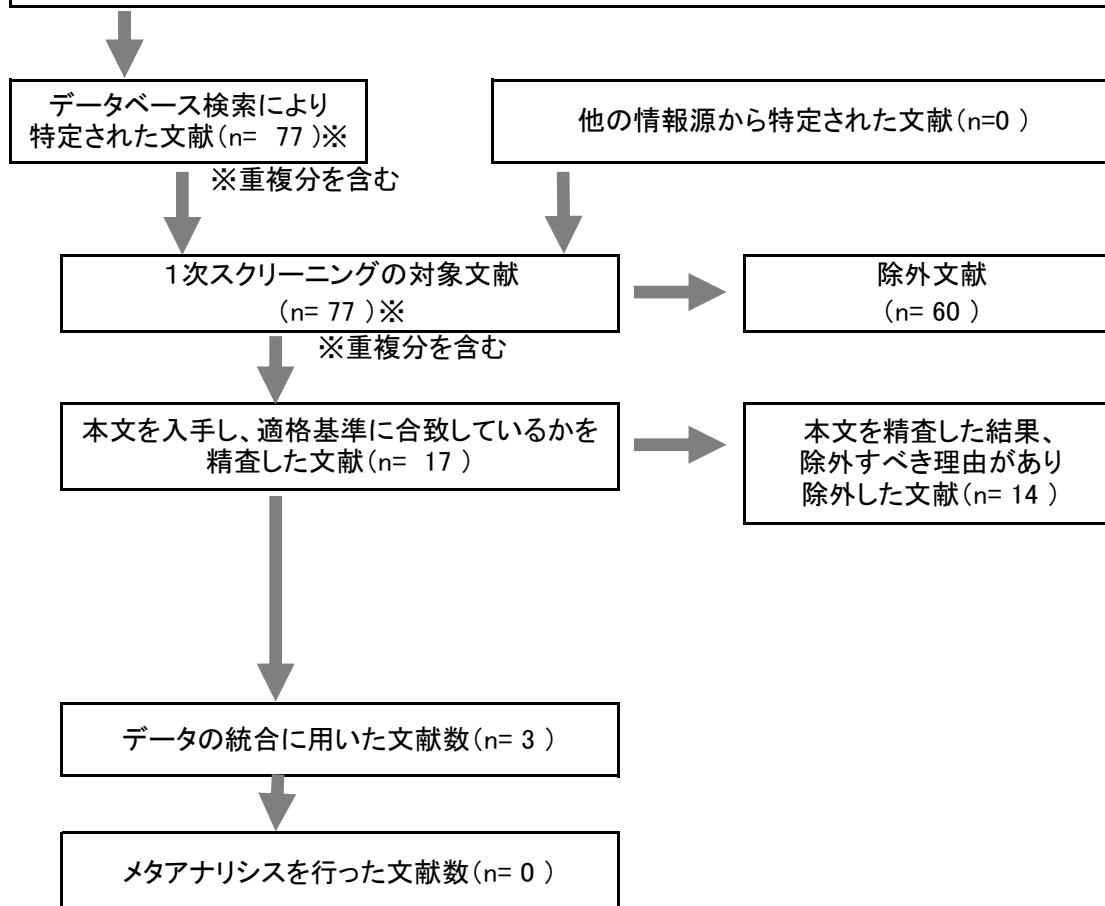 データベース検索により
特定された文献(n= 77 )※
他の情報源から特定された文献(n=0 )
※重複分を含む
1次スクリーニングの対象文献
(n= 77 )※
除外文献
(n= 60 )
※重複分を含む
本文を入手し、適格基準に合致しているかを
精査した文献(n= 17 )
本文を精査した結果、
除外すべき理由があり
除外した文献(n= 14 )
データの統合に用いた文献数(n= 3 )
メタアナリシスを行った文献数(n= 0 )